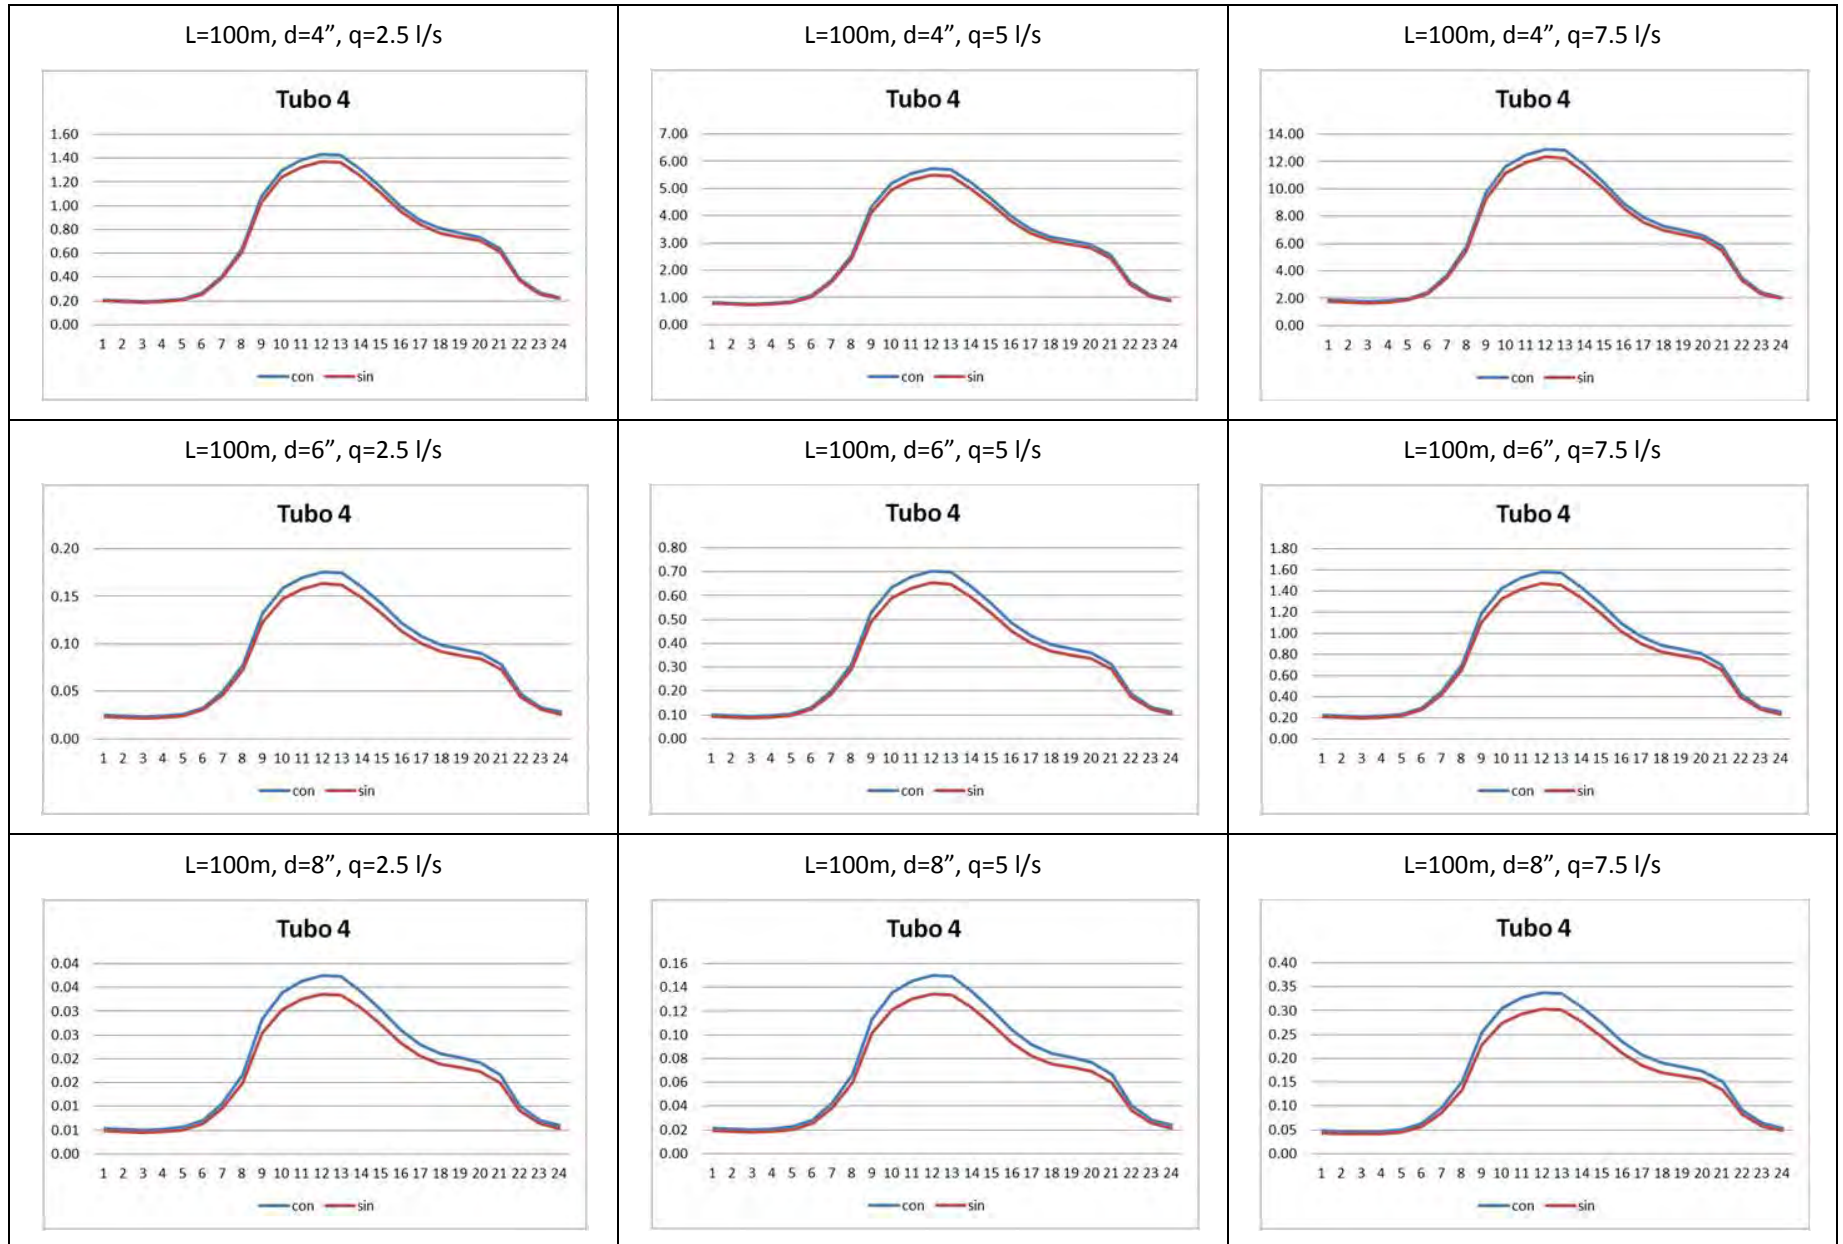 L=100m, d=4”, q=2.5 l/s
Tubo 4
1.60
1.40
1.20
1.00
0.80
0.60
0.40
0.20
0.00
1 2 3 4 5 6 7 8 9 10 11 12 13 14 15 16 17 18 19 20 21 22 23 24
con sin
L=100m, d=4”, q=5 l/s
Tubo 4
7.00
6.00
5.00
4.00
3.00
2.00
1.00
0.00
1 2 3 4 5 6 7 8 9 10 11 12 13 14 15 16 17 18 19 20 21 22 23 24
con sin
L=100m, d=4”, q=7.5 l/s
Tubo 4
14.00
12.00
10.00
8.00
6.00
4.00
2.00
0.00
1 2 3 4 5 6 7 8 9 10 11 12 13 14 15 16 17 18 19 20 21 22 23 24
con sin
L=100m, d=6”, q=2.5 l/s
Tubo 4
0.20
0.15
0.10
0.05
0.00
1 2 3 4 5 6 7 8 9 10 11 12 13 14 15 16 17 18 19 20 21 22 23 24
con sin
L=100m, d=6”, q=5 l/s
Tubo 4
0.80
0.70
0.60
0.50
0.40
0.30
0.20
0.10
0.00
1 2 3 4 5 6 7 8 9 10 11 12 13 14 15 16 17 18 19 20 21 22 23 24
con sin
L=100m, d=6”, q=7.5 l/s
Tubo 4
1.80
1.60
1.40
1.20
1.00
0.80
0.60
0.40
0.20
0.00
1 2 3 4 5 6 7 8 9 10 11 12 13 14 15 16 17 18 19 20 21 22 23 24
con sin
L=100m, d=8”, q=2.5 l/s
Tubo 4
0.04
0.04
0.03
0.03
0.02
0.02
0.01
0.01
0.00
1 2 3 4 5 6 7 8 9 10 11 12 13 14 15 16 17 18 19 20 21 22 23 24
con sin
L=100m, d=8”, q=5 l/s
Tubo 4
0.16
0.14
0.12
0.10
0.08
0.06
0.04
0.02
0.00
1 2 3 4 5 6 7 8 9 10 11 12 13 14 15 16 17 18 19 20 21 22 23 24
con sin
L=100m, d=8”, q=7.5 l/s
Tubo 4
0.40
0.35
0.30
0.25
0.20
0.15
0.10
0.05
0.00
1 2 3 4 5 6 7 8 9 10 11 12 13 14 15 16 17 18 19 20 21 22 23 24
con sin